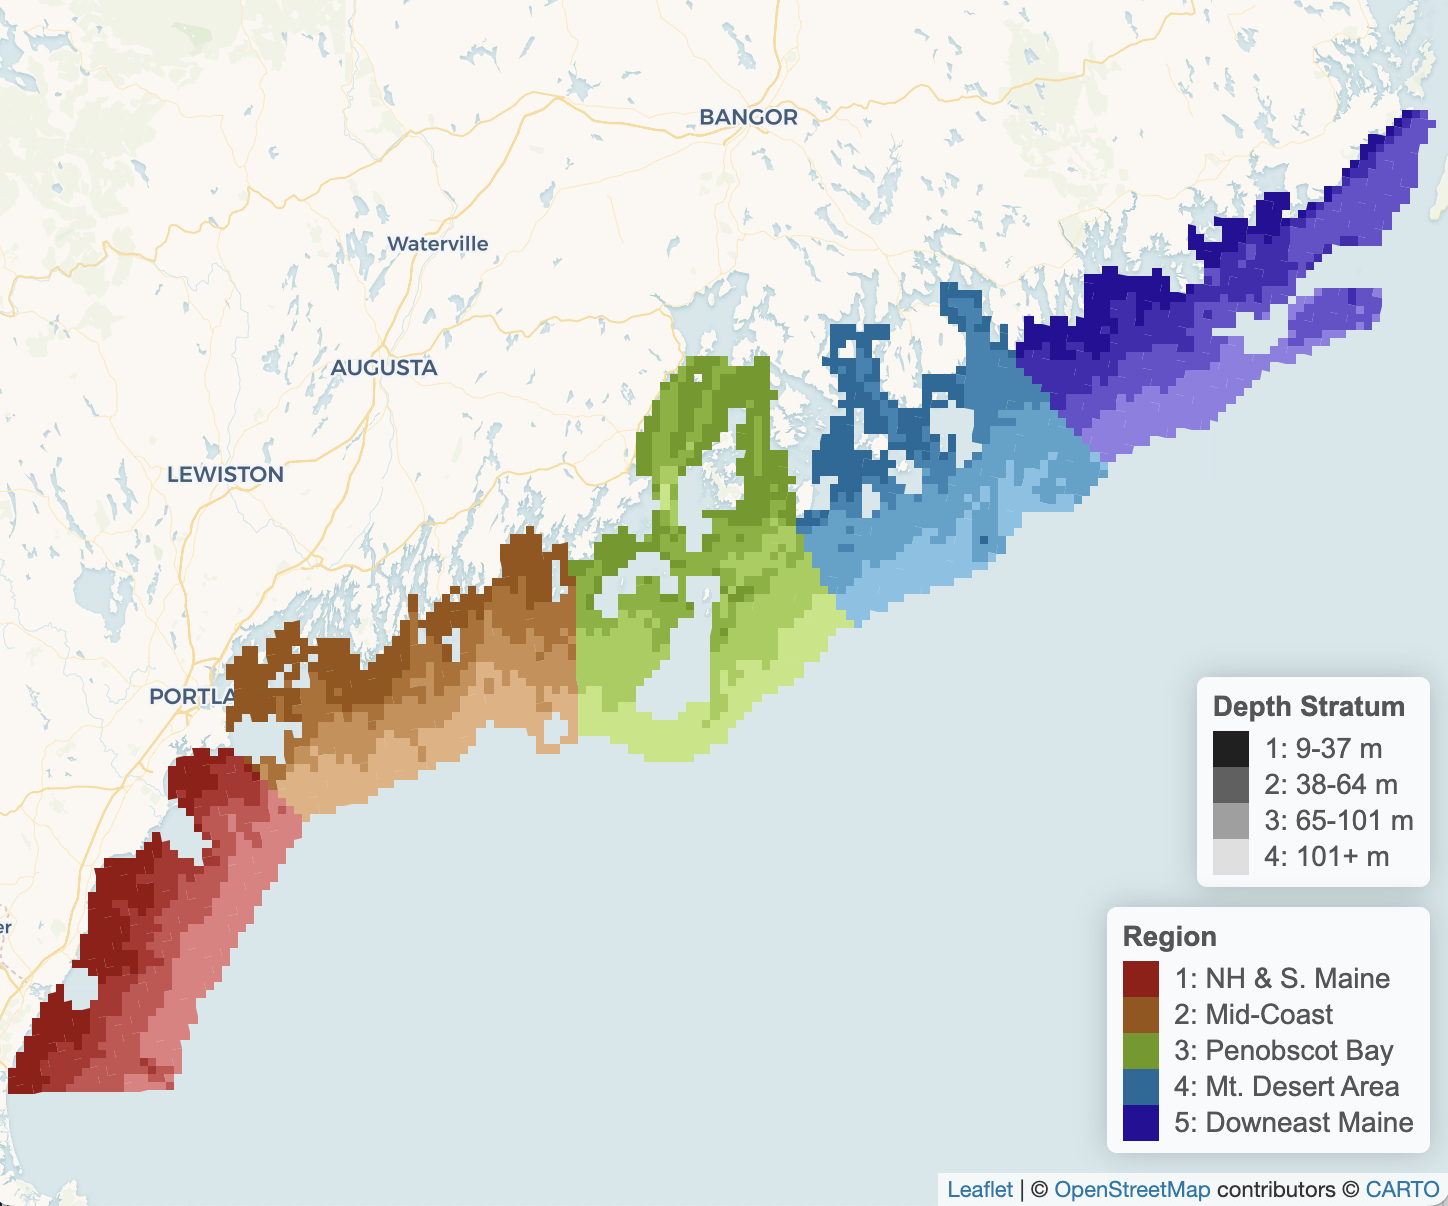 BANGOR
Waterville
AUGUSTA
LEWISTON
PORTLA
er
Depth Stratum
1: 9-37 m
2: 38-64 m
3: 65-101 m
4: 101+ m
Region
1: NH & S. Maine
2: Mid-Coast
3: Penobscot Bay
4: Mt. Desert Area
5: Downeast Maine
Leaflet | © OpenStreetMap contributors © CARTO